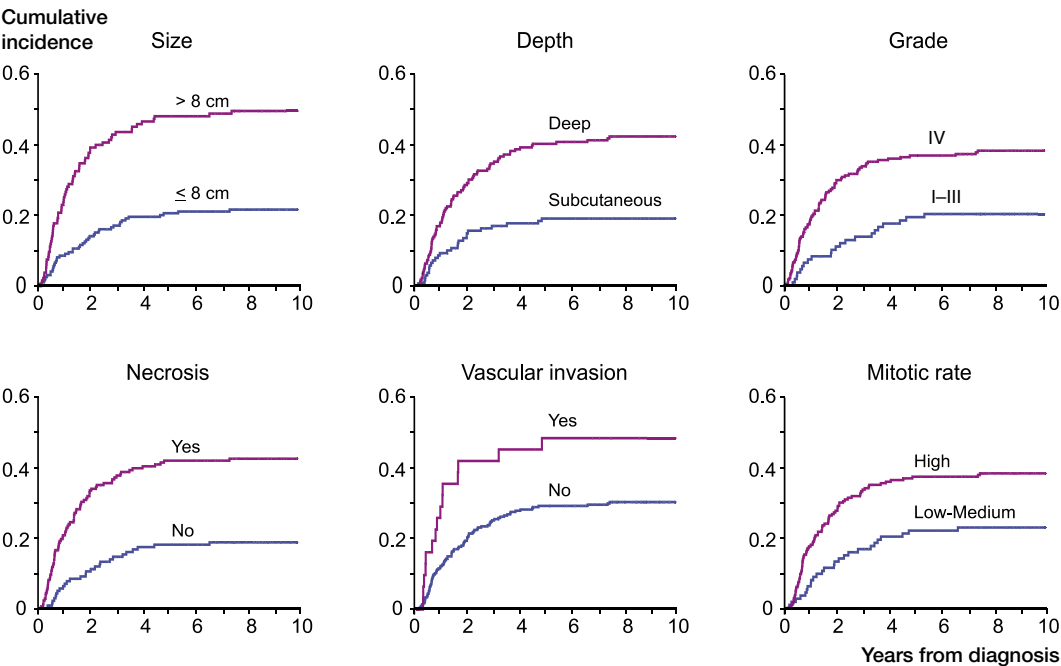 Cumulative
incidence
Size
Depth
Grade
0.6
0.4
0.2
0
> 8 cm
≤ 8 cm
0 2 4 6 8 10
0.6
0.4
0.2
0
Deep
Subcutaneous
0 2 4 6 8 10
0.6
0.4
0.2
0
IV
I–III
0 2 4 6 8 10
Necrosis
Vascular invasion
Mitotic rate
0.6
0.4
0.2
0
Yes
No
0 2 4 6 8 10
0.6
0.4
0.2
0
Yes
No
0 2 4 6 8 10
0.6
0.4
0.2
0
High
Low-Medium
0 2 4 6 8 10
Years from diagnosis